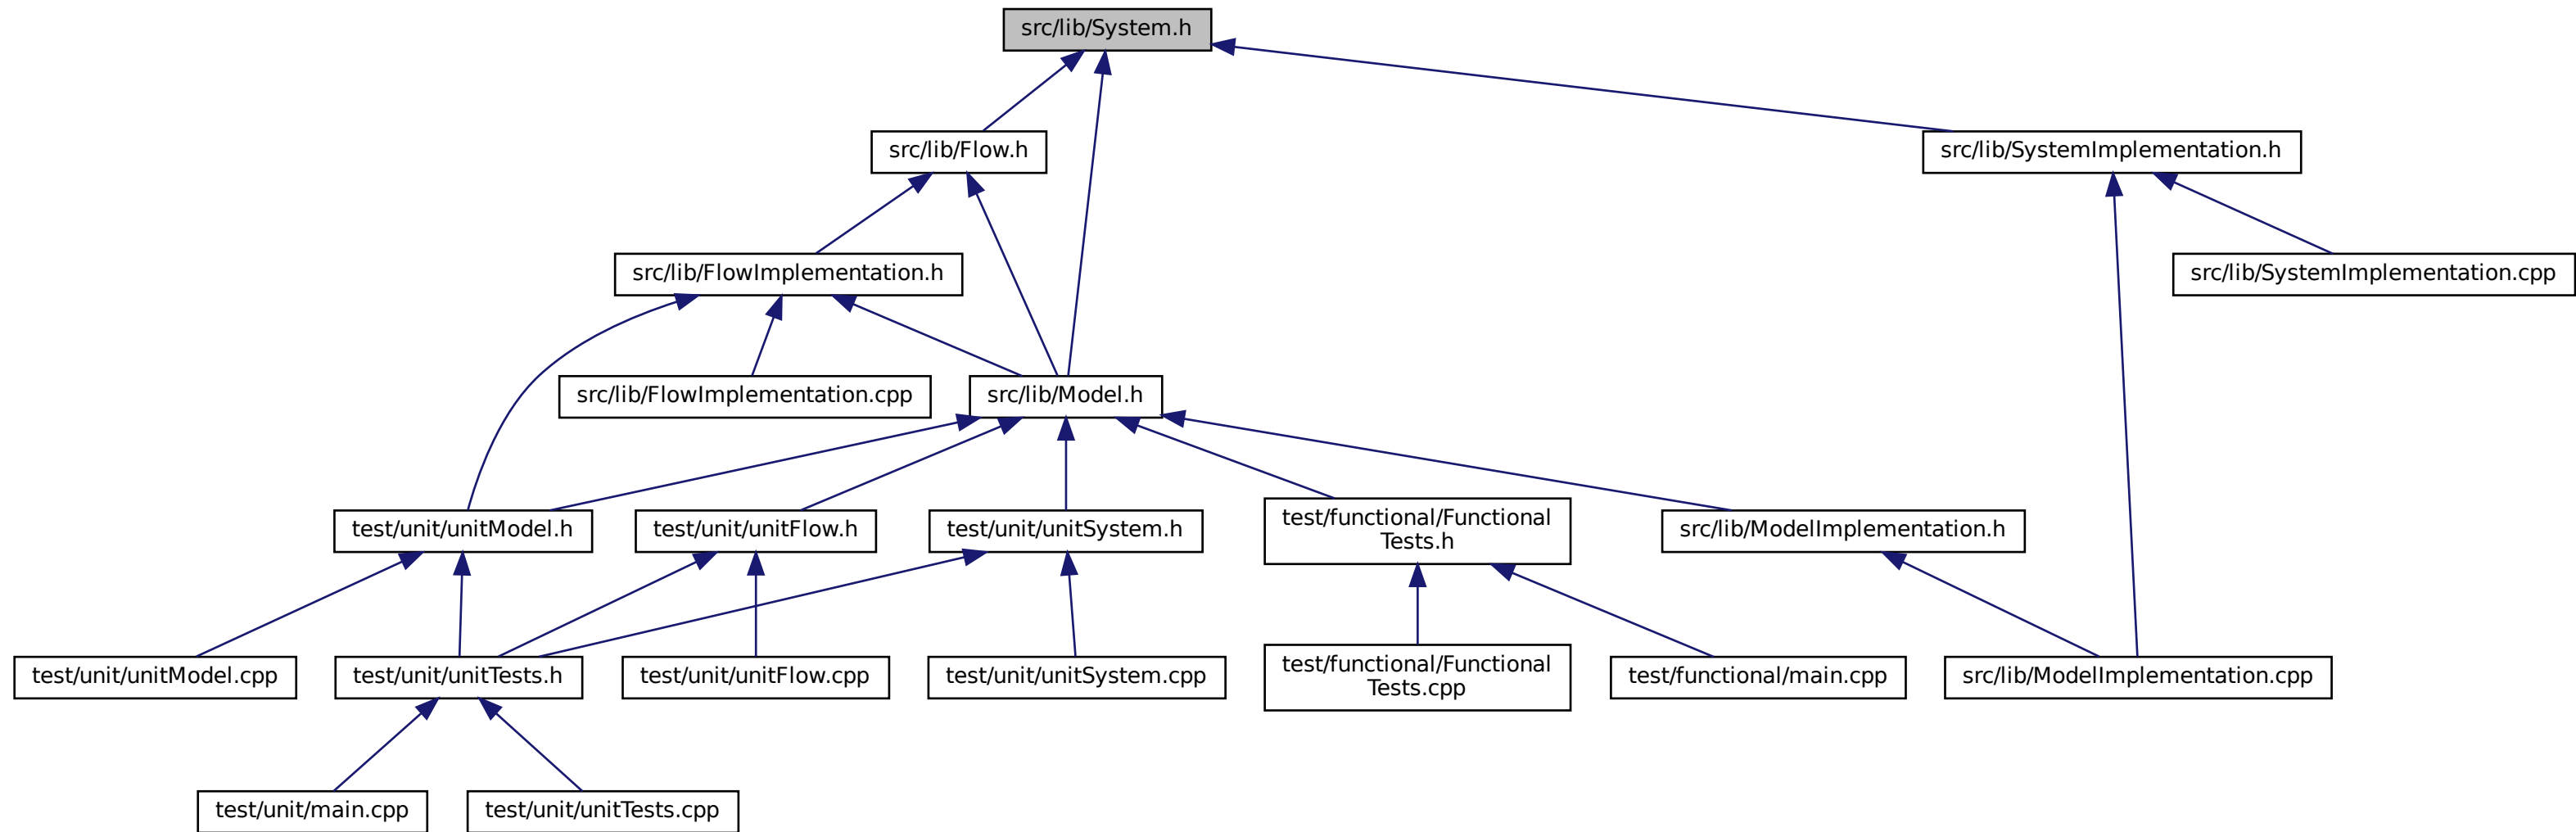 src/lib/System.h
src/lib/Flow.h
src/lib/SystemImplementation.h
src/lib/FlowImplementation.h
src/lib/SystemImplementation.cpp
src/lib/FlowImplementation.cpp
src/lib/Model.h
test/unit/unitModel.h
test/unit/unitFlow.h
test/unit/unitSystem.h
test/functional/Functional
Tests.h
src/lib/ModelImplementation.h
test/unit/unitModel.cpp
test/unit/unitTests.h
test/unit/unitFlow.cpp
test/unit/unitSystem.cpp
test/functional/Functional
Tests.cpp
test/functional/main.cpp
src/lib/ModelImplementation.cpp
test/unit/main.cpp
test/unit/unitTests.cpp